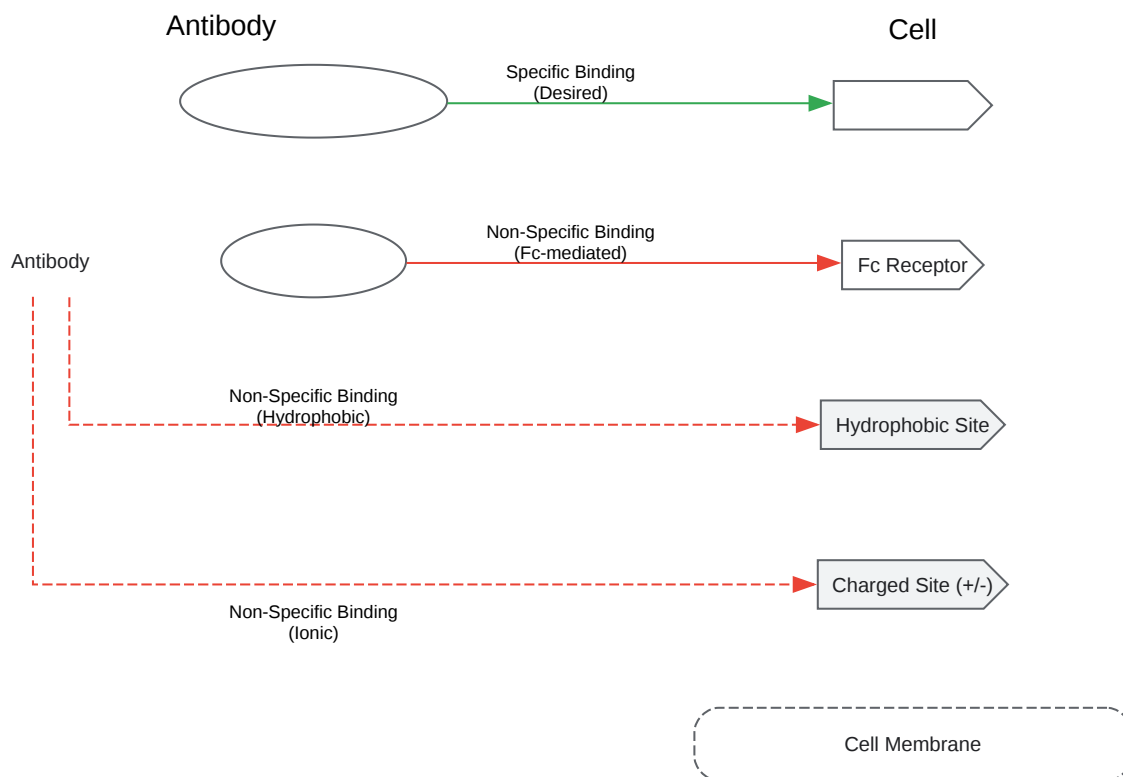 Antibody
Cell
Specific Binding
(Desired)
Non-Specific Binding
(Fc-mediated)
Antibody
Fc Receptor
Non-Specific Binding
(Hydrophobic)
Hydrophobic Site
Charged Site (+/-)
Non-Specific Binding
(Ionic)
Cell Membrane